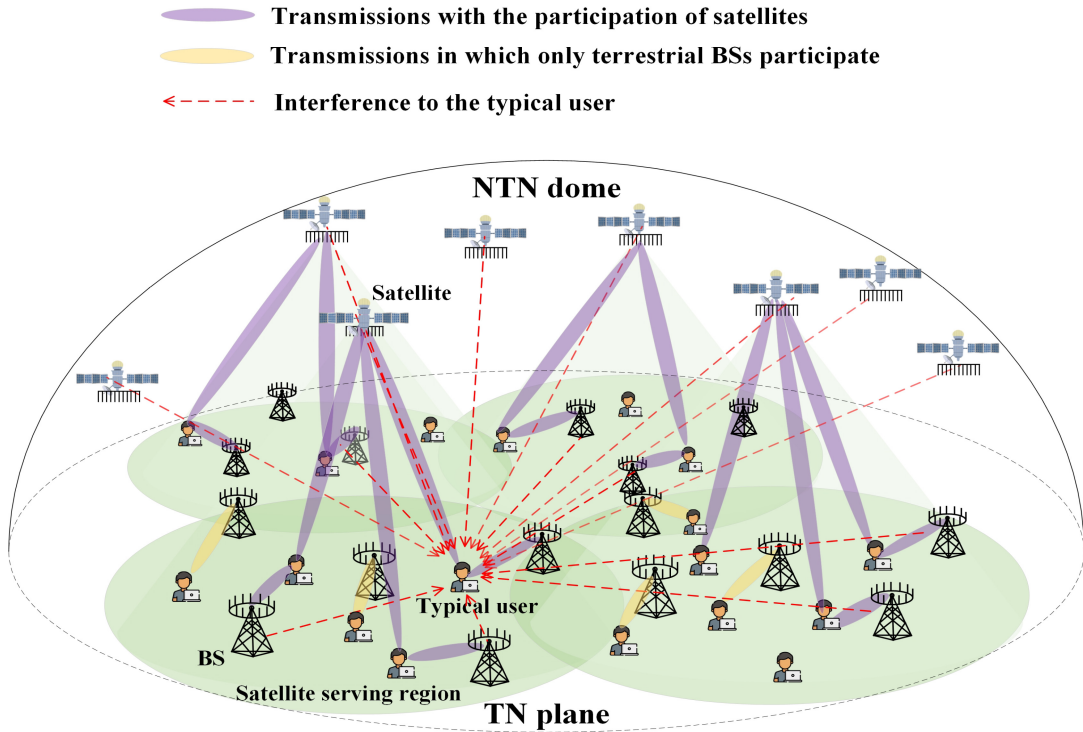 Transmissions with the participation of satellites
Transmissions in which only terrestrial BSs participate
Interference to the typical user
NTN dome
Satellite
Typical user
BS
Satellite serving region
TN plane